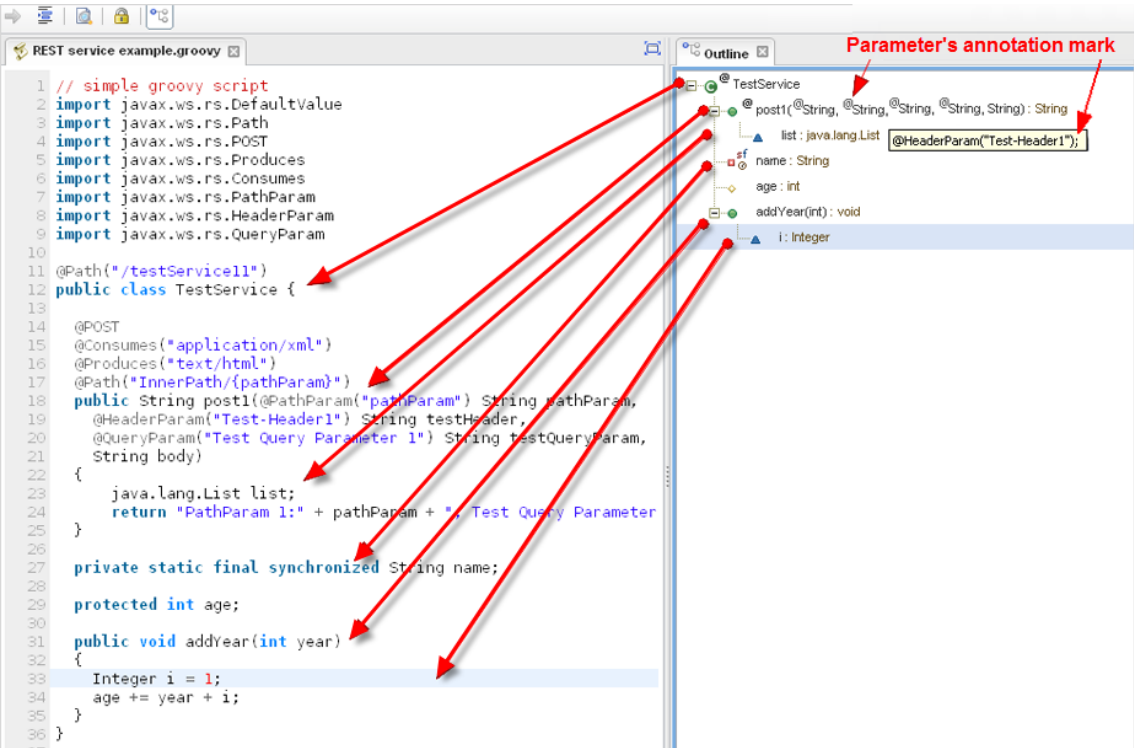 REST service example.groovy
1 // simple groovy script
2 import javax.ws.rs.DefaultValue
3 import javax.ws.rs.Path
4 import javax.ws.rs.POST
5 import javax.ws.rs.Produces
6 import javax.ws.rs.Consumes
7 import javax.ws.rs.PathParam
8 import javax.ws.rs.HeaderParam
9 import javax.ws.rs.QueryParam
10
11 @Path("/testService11")
12 public class TestService {
13
14 @POST
15 @Consumes("application/xml")
16 @Produces("text/html")
17 @Path("InnerPath/{pathParam}")
18 public String post1(@PathParam("pathParam") String pathParam,
19 @HeaderParam("Test-Header1") String testHeader,
20 @QueryParam("Test Query Parameter 1") String testQueryParam,
21 String body)
22 {
23 java.lang.List list;
24 return "PathParam 1:" + pathParam + ", Test Query Parameter
25 }
26
27 private static final synchronized String name;
28
29 protected int age;
30
31 public void addYear(int year)
32 {
33 Integer i = 1;
34 age += year + i;
35 }
36 }
Outline
Parameter's annotation mark
@ TestService
@ post1(@String, @String, @String, @String, String) : String
list : java.lang.List
@HeaderParam("Test-Header1");
sf name : String
age : int
addYear(int) : void
i : Integer